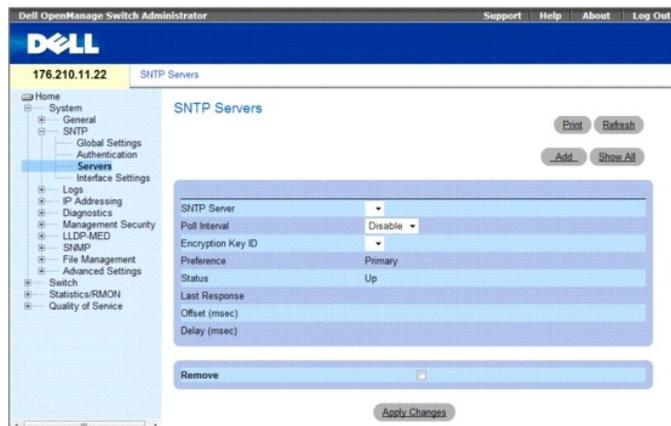 Dell OpenManage Switch Administrator
Support Help About Log Out
DELL
176.210.11.22
SNTP Servers
Home
System
General
SNTP
Global Settings
Authentication
Servers
Interface Settings
Logs
IP Addressing
Diagnostics
Management Security
LLDP-MED
SNMP
File Management
Advanced Settings
Switch
Statistics/RMON
Quality of Service
SNTP Servers
Print Refresh
Add Show All
SNTP Server
Poll Interval Disable
Encryption Key ID
Preference Primary
Status Up
Last Response
Offset (msec)
Delay (msec)
Remove
Apply Changes